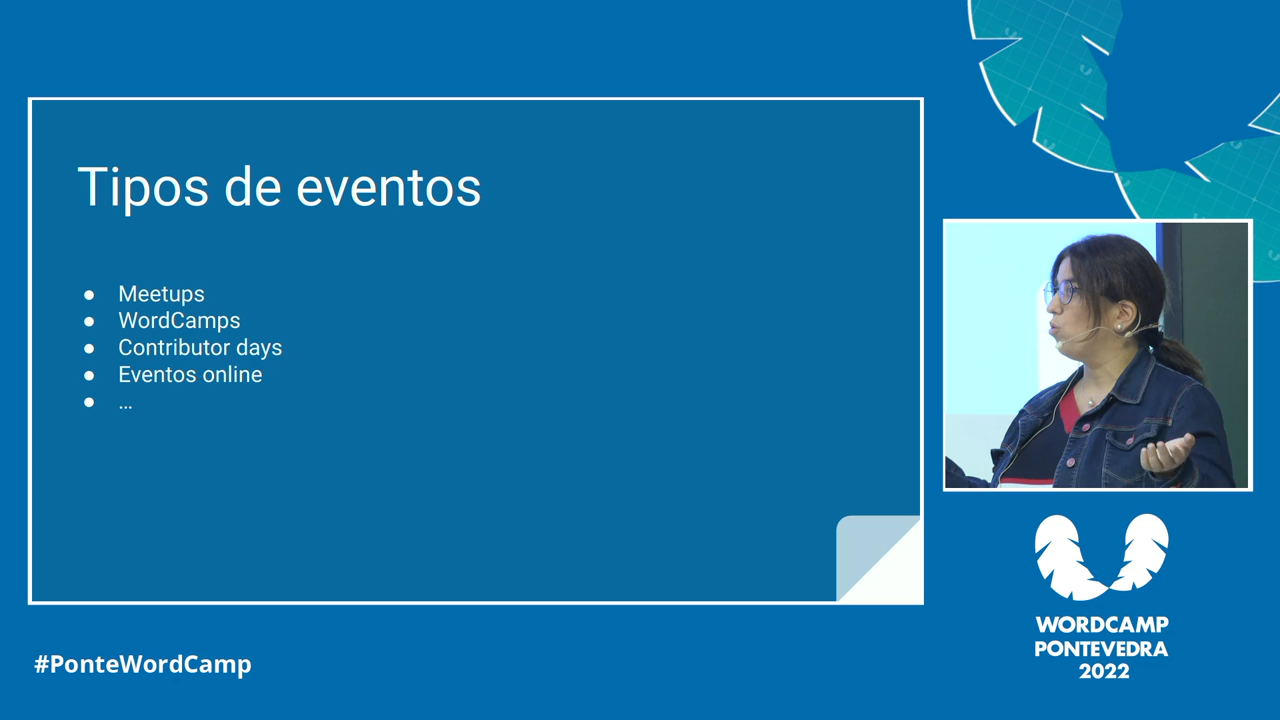 Tipos de eventos
● Meetups
● WordCamps
● Contributor days
● Eventos online
● ...
#PonteWordCamp
WORDCAMP
PONTEVEDRA
2022